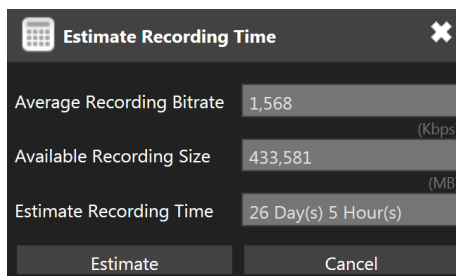 Estimate Recording Time
Average Recording Bitrate 1,568
(Kbps
Available Recording Size 433,581
(MB
Estimate Recording Time 26 Day(s) 5 Hour(s)
Estimate Cancel